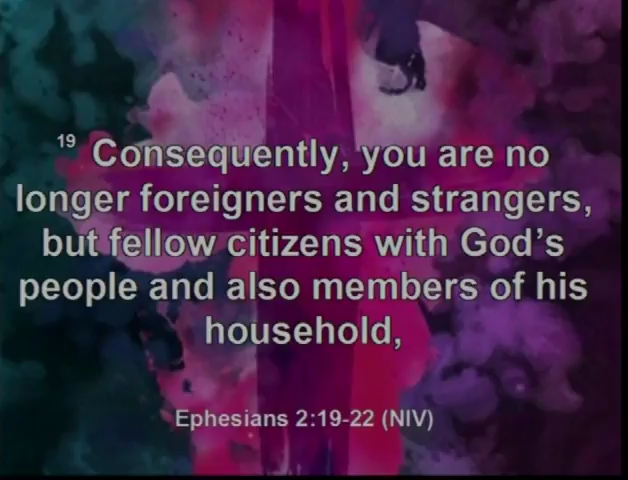 19 Consequently, you are no
longer foreigners and strangers,
but fellow citizens with God's
people and also members of his
household,
Ephesians 2:19-22 (NIV)